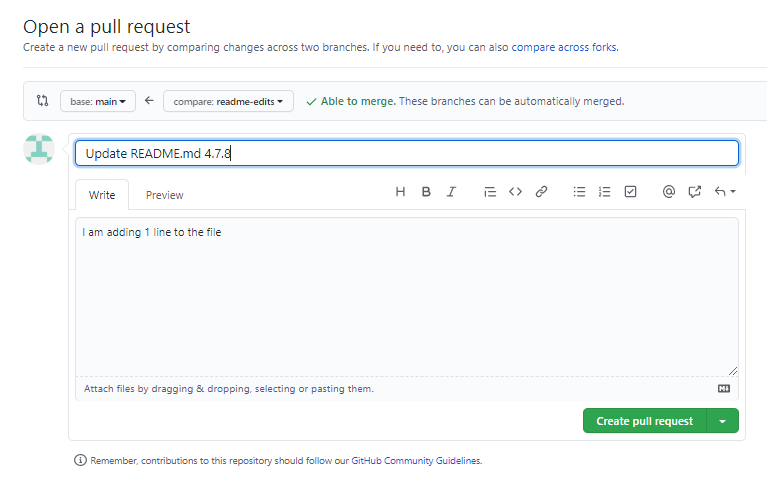 Open a pull request
Create a new pull request by comparing changes across two branches. If you need to, you can also compare across forks.
base: main compare: readme-edits Able to merge. These branches can be automatically merged.
Update README.md 4.7.8
Write Preview
I am adding 1 line to the file
Attach files by dragging & dropping, selecting or pasting them.
Create pull request
Remember, contributions to this repository should follow our GitHub Community Guidelines.